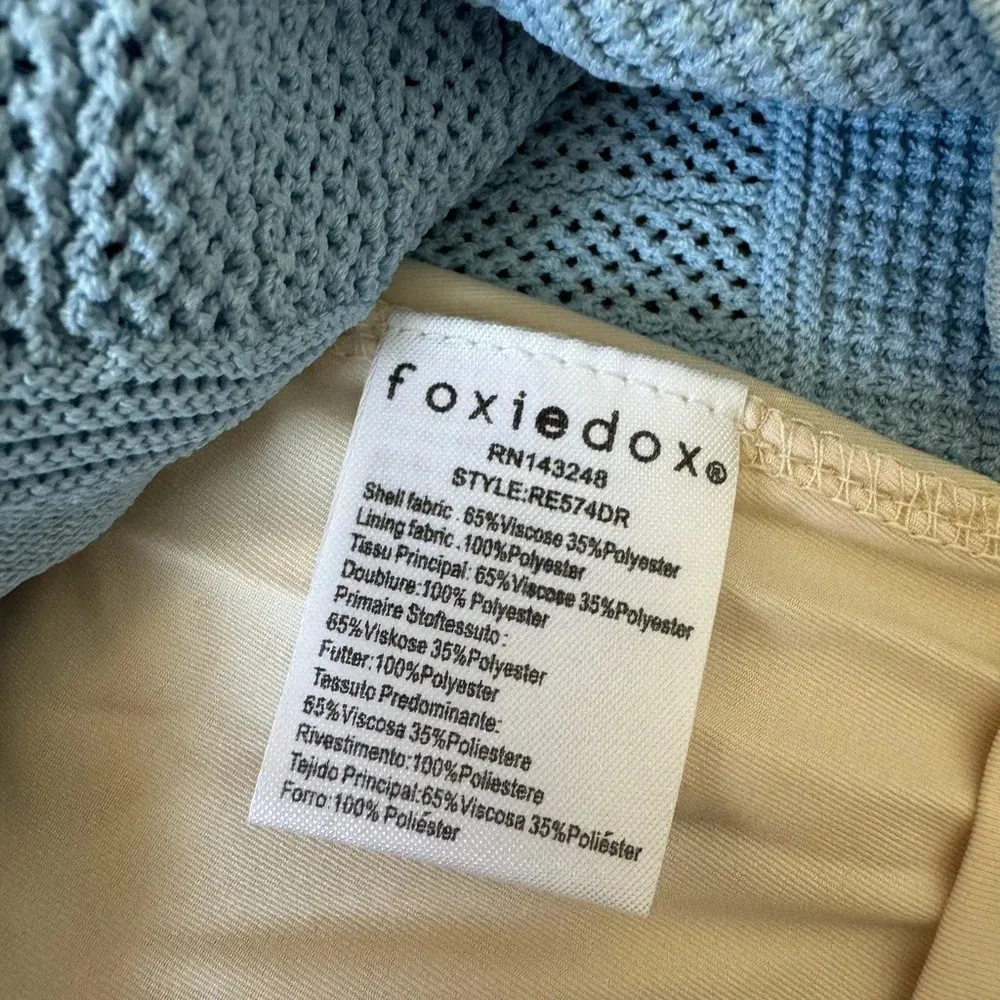 foxiedox®
RN143248
STYLE:RE574DR
Shell fabric . 65%Viscose 35%Polyester
Lining fabric . 100%Polyester
Tissu Principal: 65%Viscose 35%Polyester
Doublure:100% Polyester
Primaire Stoffessuto :
65%Viskose 35%Polyester
Futter:100%Polyester
Tessuto Predominante:
65%Viscosa 35%Poliestere
Rivestimento:100%Poliestere
Tejido Principal:65%Viscosa 35%Poliéster
Forro:100% Poliéster